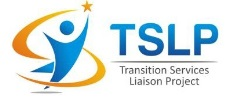 TSLP
Transition Services
Liaison Project